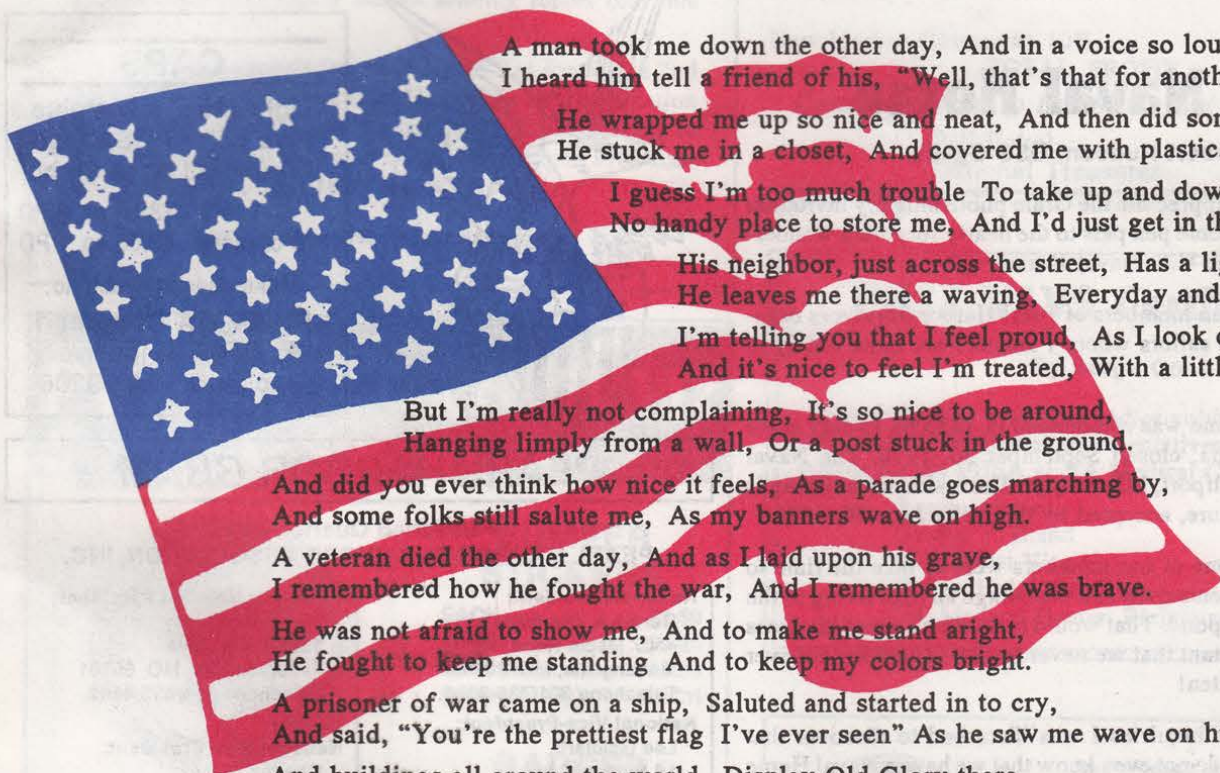 A man took me down the other day, And in a voice so
I heard him tell a friend of his, “Well, that's that for
He wrapped me up so nice and neat, And then did
He stuck me in a closet, And covered me with plastic
I guess I'm too much trouble To take up and
No handy place to store me, And I'd just get in
His neighbor, just across the street, Has a
He leaves me there a waving, Everyday and
I'm telling you that I feel proud, As I look
And it's nice to feel I'm treated, With a
But I'm really not complaining, It's so nice to be around,
Hanging limply from a wall, Or a post stuck in the ground.
And did you ever think how nice it feels, As a parade goes marching by,
And some folks still salute me, As my banners wave on high.
A veteran died the other day, And as I laid upon his grave,
I remembered how he fought the war, And I remembered he was brave.
He was not afraid to show me, And to make me stand aright,
He fought to keep me standing And to keep my colors bright.
A prisoner of war came on a ship, Saluted and started in to cry,
And said, “You're the prettiest flag I've ever seen” As he saw me wave on
And buildings all around the world, Display Old Glory there